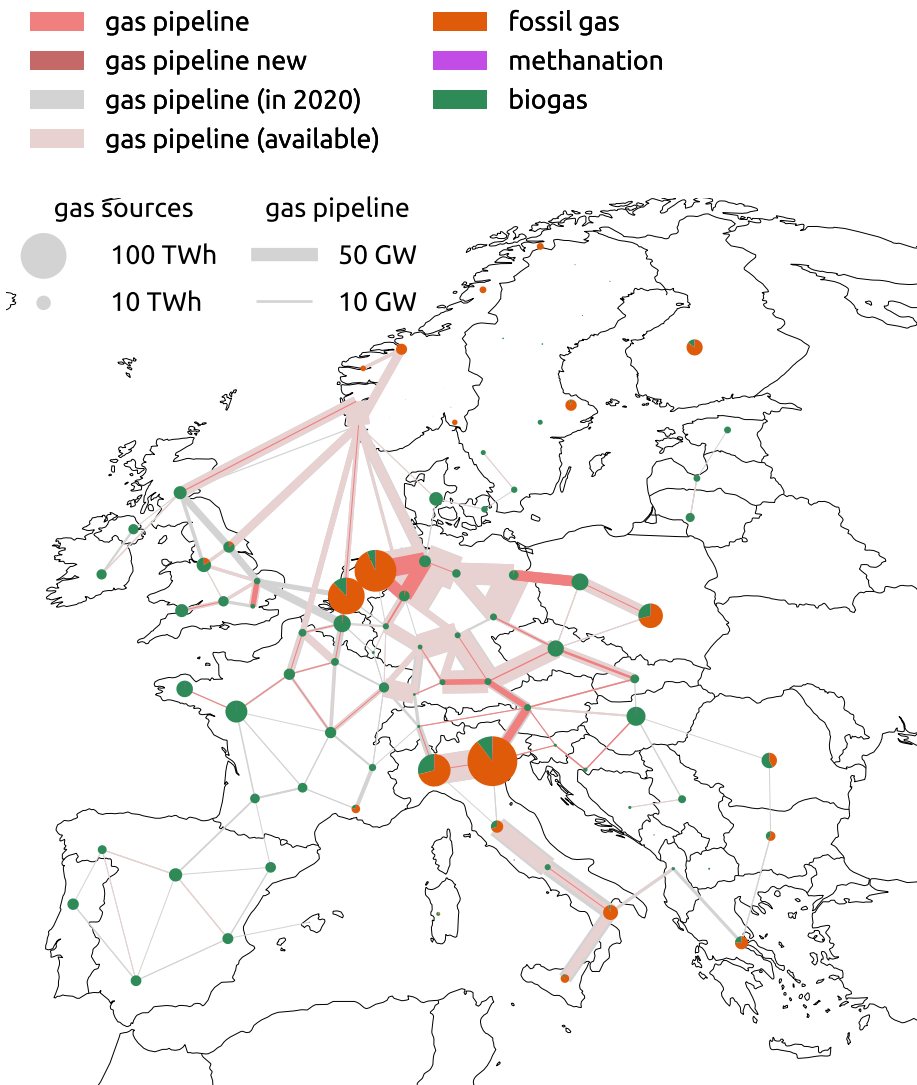 gas pipeline
gas pipeline new
gas pipeline (in 2020)
gas pipeline (available)
fossil gas
methanation
biogas
gas sources
100 TWh
10 TWh
gas pipeline
50 GW
10 GW